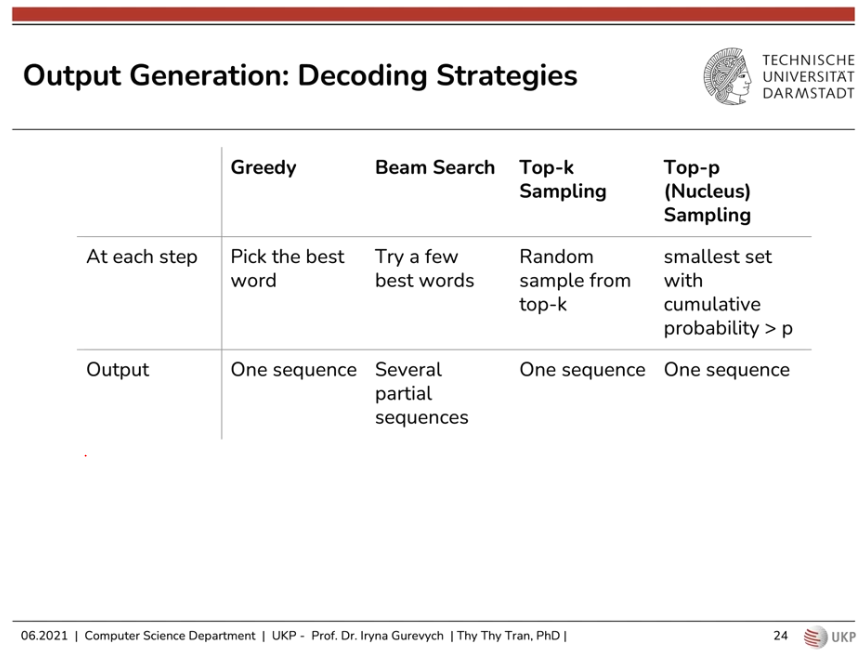 Output Generation: Decoding Strategies
TECHNISCHE
UNIVERSITÄT
DARMSTADT
Greedy
Beam Search
Top-k
Sampling
Top-p
(Nucleus)
Sampling
At each step
Pick the best
word
Try a few
best words
Random
sample from
top-k
smallest set
with
cumulative
probability > p
Output
One sequence
Several
partial
sequences
One sequence
One sequence
.
06.2021 | Computer Science Department | UKP - Prof. Dr. Iryna Gurevych | Thy Thy Tran, PhD |
24
UKP